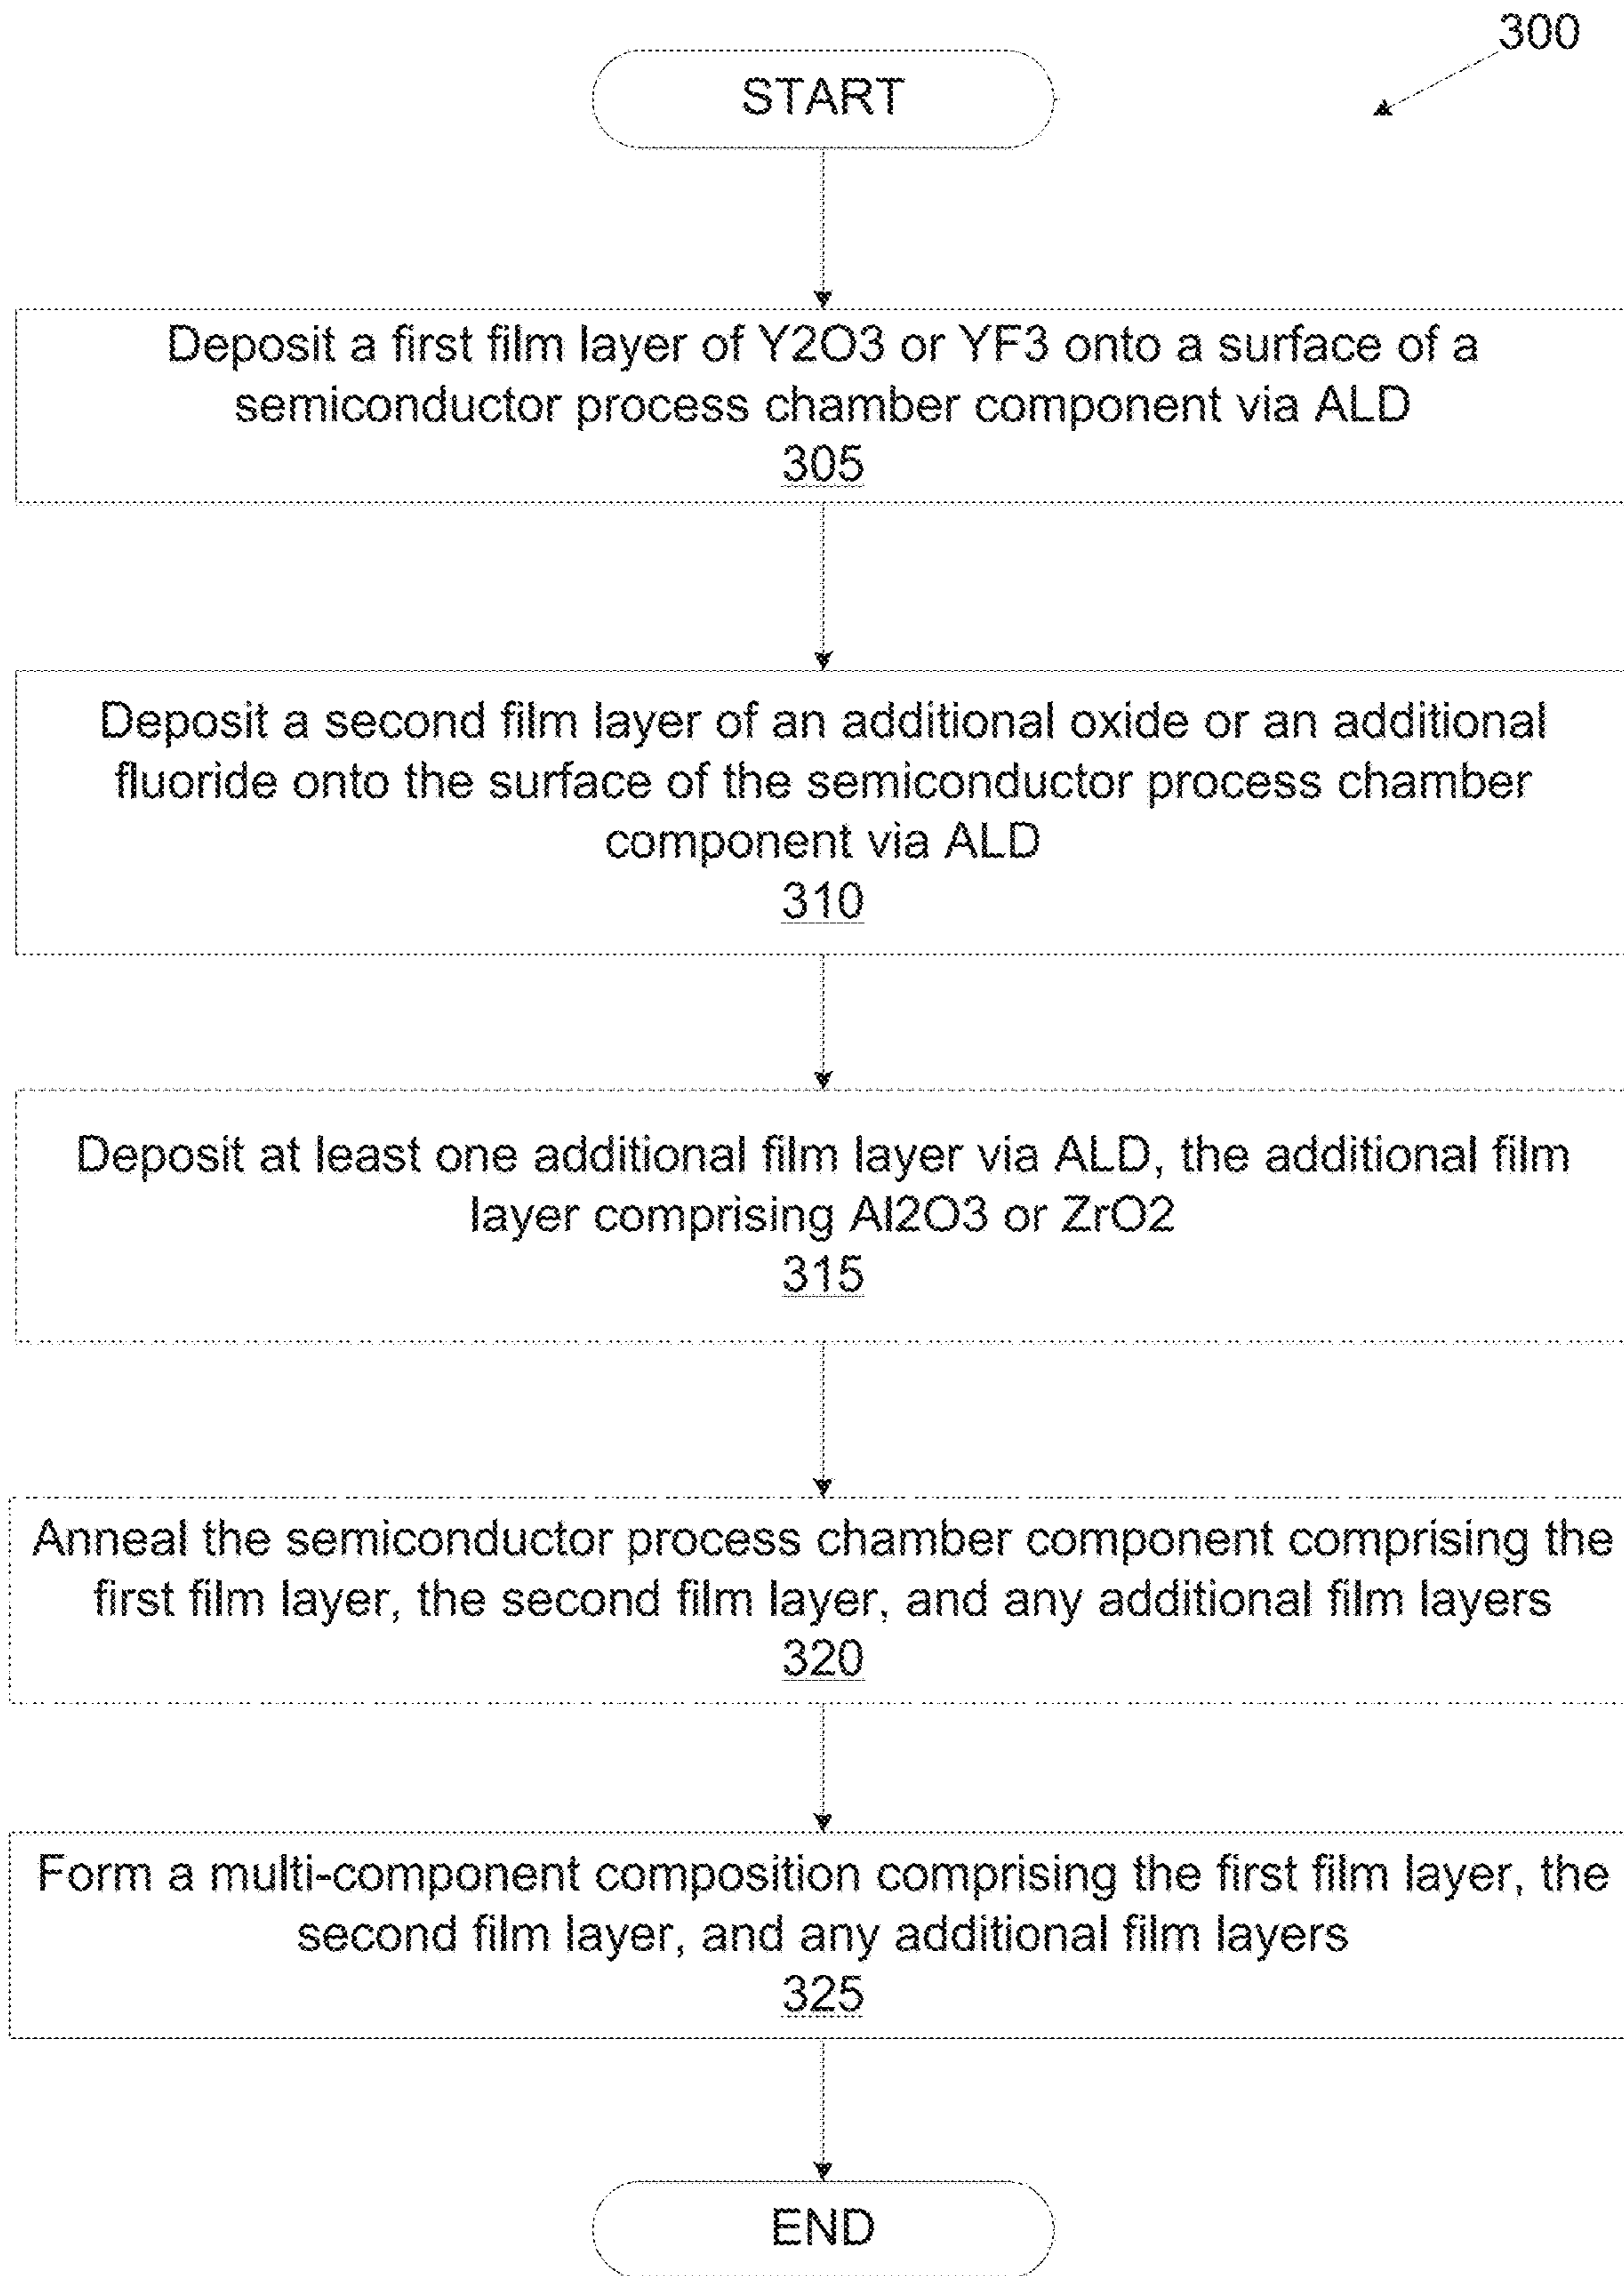 300
START
Deposit a first film layer of Y2O3 or YF3 onto a surface of a
semiconductor process chamber component via ALD
305
Deposit a second film layer of an additional oxide or an additional
fluoride onto the surface of the semiconductor process chamber
component via ALD
310
Deposit at least one additional film layer via ALD, the additional film
layer comprising Al2O3 or ZrO2
315
Anneal the semiconductor process chamber component comprising the
first film layer, the second film layer, and any additional film layers
320
Form a multi-component composition comprising the first film layer, the
second film layer, and any additional film layers
325
END